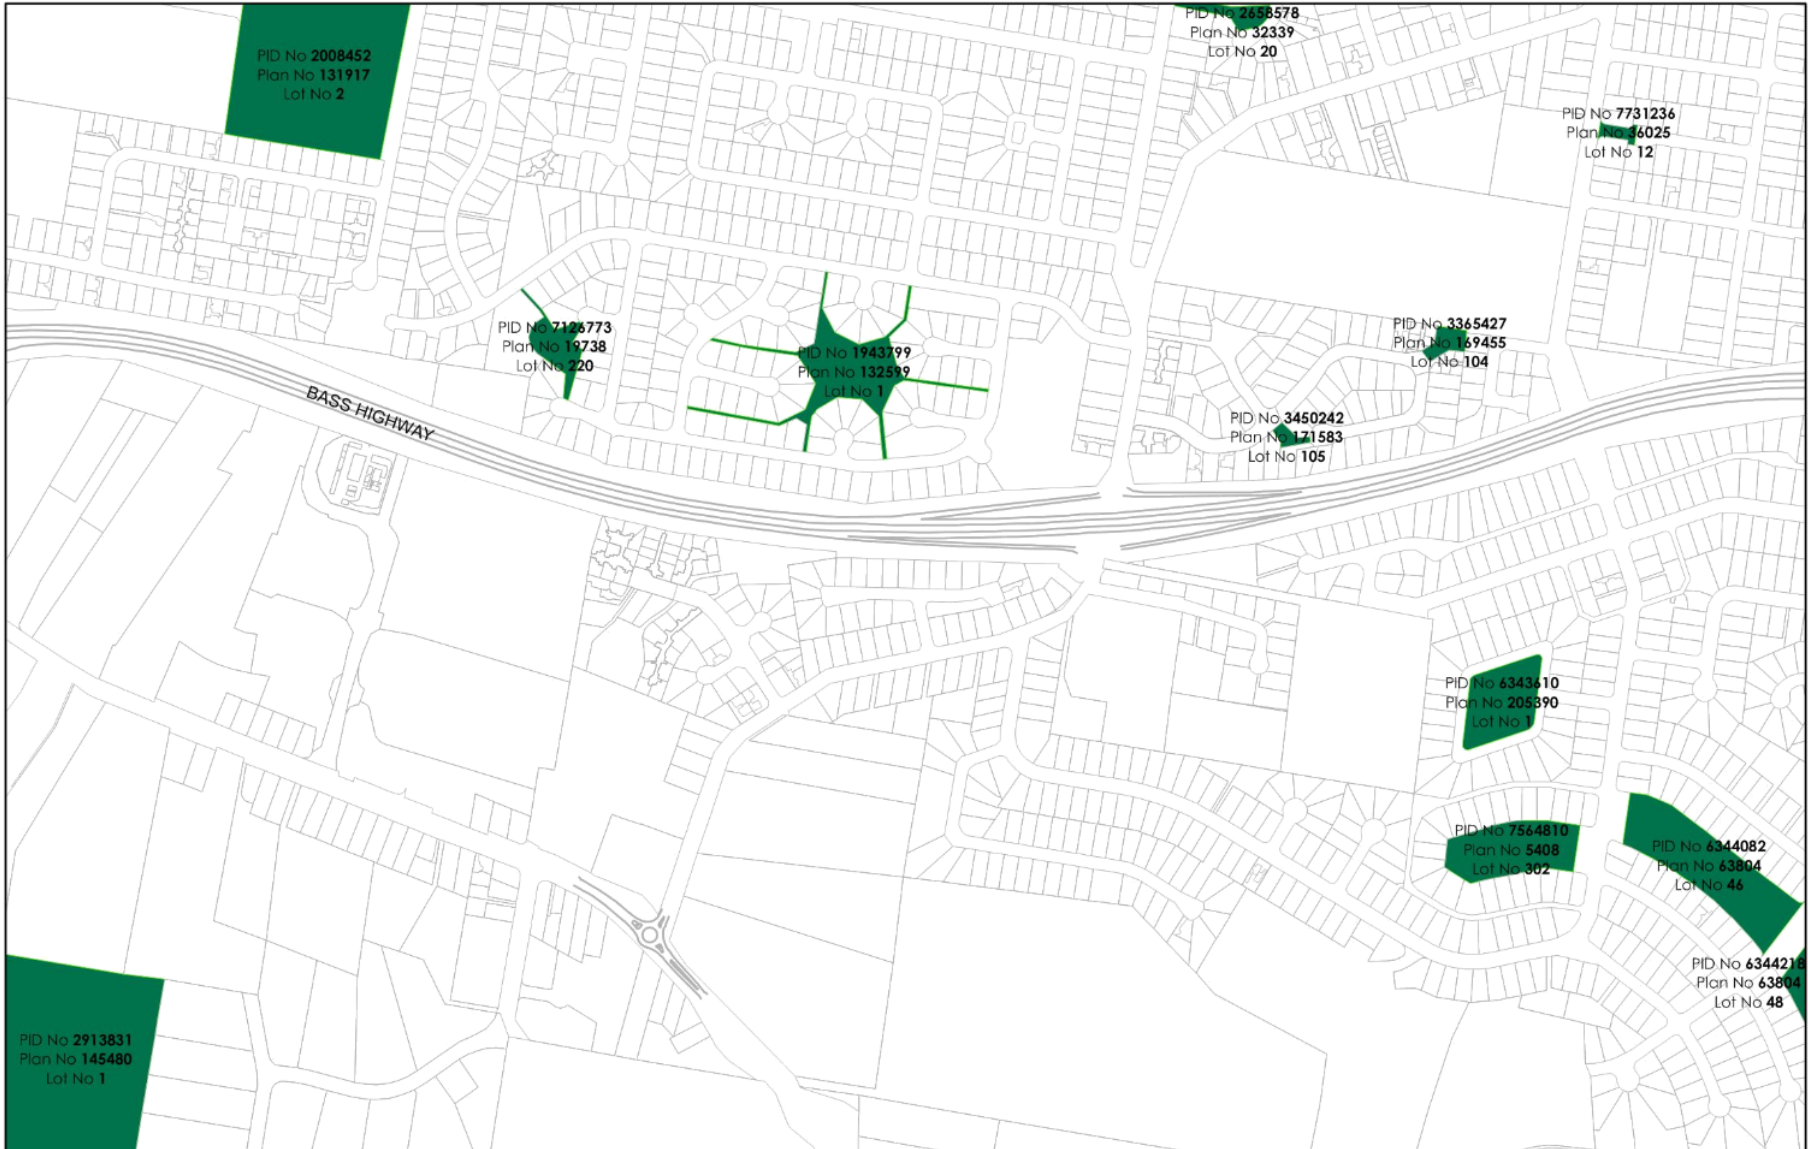 PID No 2658578
Plan No 32339
Lot No 20
PID No 2008452
Plan No 131917
Lot No 2
PID No 7731236
Plan No 36025
Lot No 12
PID No 7126773
Plan No 19738
Lot No 220
PID No 1943799
Plan No 132599
Lot No 1
PID No 3365427
Plan No 169455
Lot No 104
BASS HIGHWAY
PID No 3450242
Plan No 171583
Lot No 105
PID No 6343610
Plan No 205390
Lot No 1
PID No 7564810
Plan No 5408
Lot No 302
PID No 6344082
Plan No 63804
Lot No 46
PID No 6344218
Plan No 63804
Lot No 48
PID No 2913831
Plan No 145480
Lot No 1